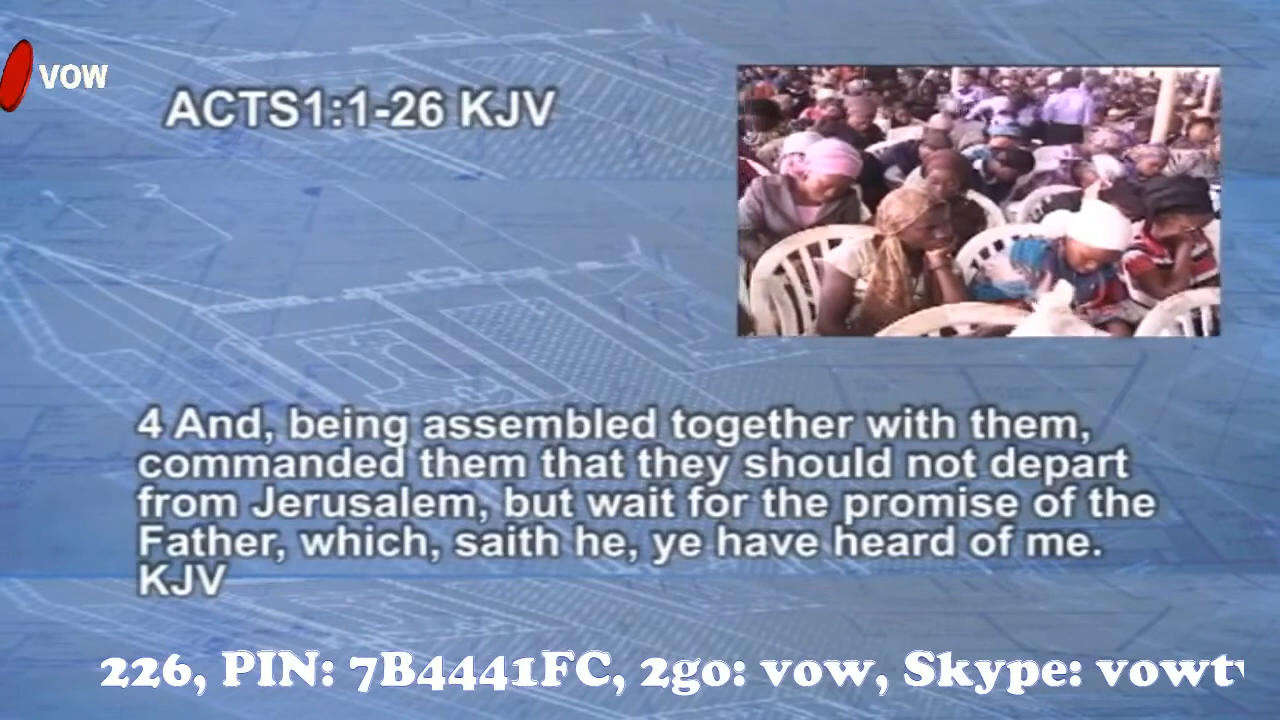 VOW
ACTS1:1-26 KJV
4 And, being assembled together with them,
commanded them that they should not depart
from Jerusalem, but wait for the promise of the
Father, which, saith he, ye have heard of me.
KJV
226, PIN: 7B4441FC, 2go: vow, Skype: